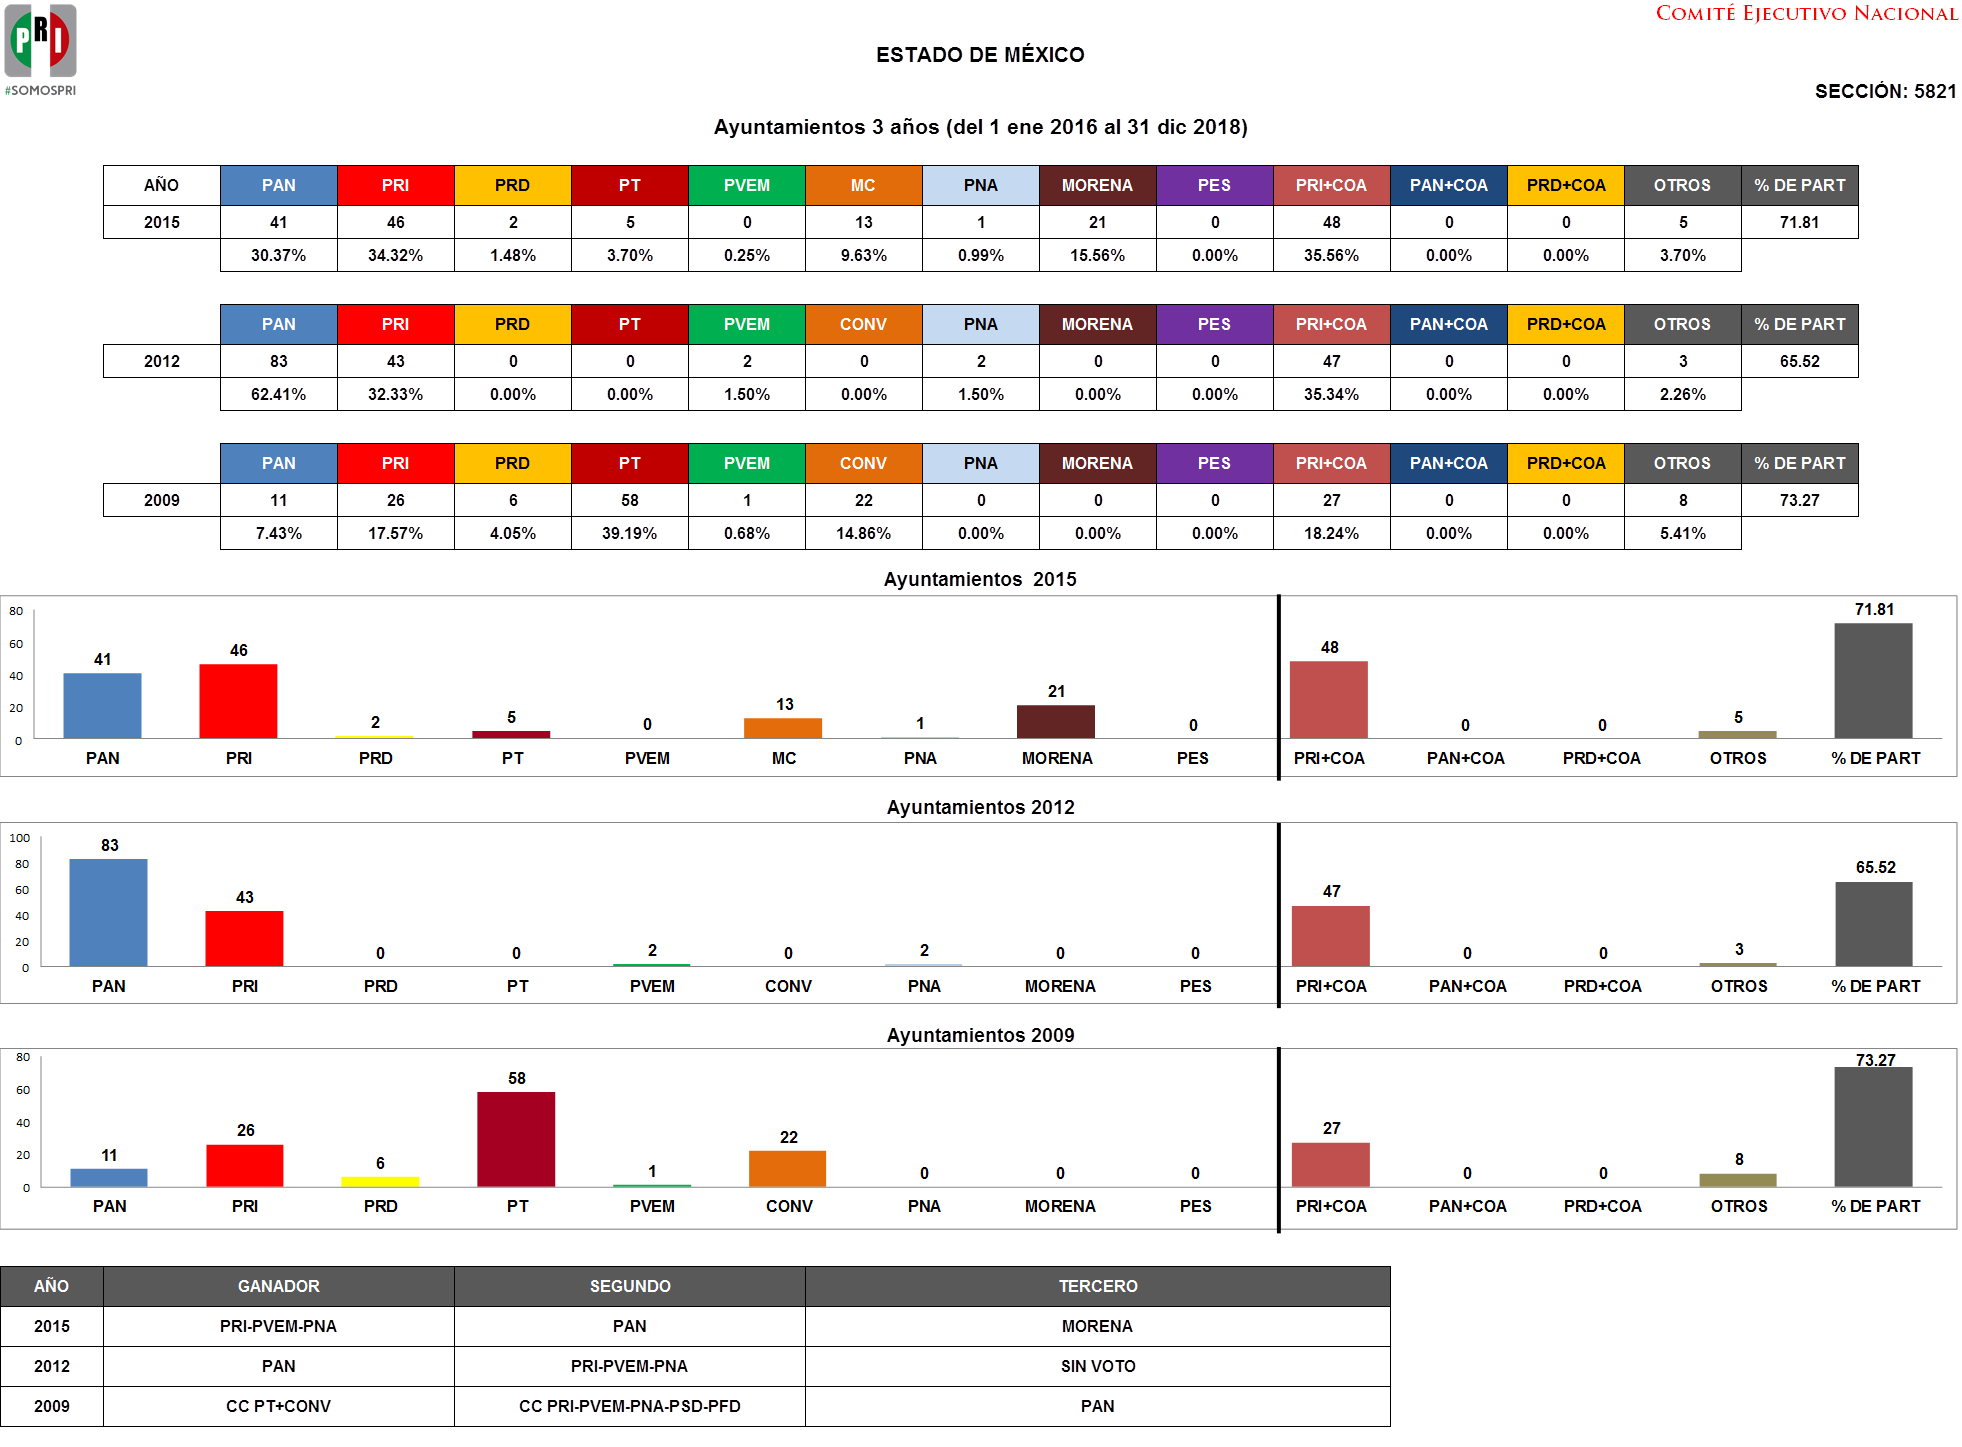 PRI
#SOMOSPRI
COMITÉ EJECUTIVO NACIONAL
ESTADO DE MÉXICO
SECCIÓN: 5821
Ayuntamientos 3 años (del 1 ene 2016 al 31 dic 2018)
AÑO PAN PRI PRD PT PVEM MC PNA MORENA PES PRI+COA PAN+COA PRD+COA OTROS % DE PART
2015 41 46 2 5 0 13 1 21 0 48 0 0 5 71.81
30.37% 34.32% 1.48% 3.70% 0.25% 9.63% 0.99% 15.56% 0.00% 35.56% 0.00% 0.00% 3.70%
PAN PRI PRD PT PVEM CONV PNA MORENA PES PRI+COA PAN+COA PRD+COA OTROS % DE PART
2012 83 43 0 0 2 0 2 0 0 47 0 0 3 65.52
62.41% 32.33% 0.00% 0.00% 1.50% 0.00% 1.50% 0.00% 0.00% 35.34% 0.00% 0.00% 2.26%
PAN PRI PRD PT PVEM CONV PNA MORENA PES PRI+COA PAN+COA PRD+COA OTROS % DE PART
2009 11 26 6 58 1 22 0 0 0 27 0 0 8 73.27
7.43% 17.57% 4.05% 39.19% 0.68% 14.86% 0.00% 0.00% 0.00% 18.24% 0.00% 0.00% 5.41%
Ayuntamientos 2015
80
60
40
20
0
41 46 2 5 0 13 1 21 0 48 0 0 5 71.81
PAN PRI PRD PT PVEM MC PNA MORENA PES PRI+COA PAN+COA PRD+COA OTROS % DE PART
Ayuntamientos 2012
100
80
60
40
20
0
83 43 0 0 2 0 2 0 0 47 0 0 3 65.52
PAN PRI PRD PT PVEM CONV PNA MORENA PES PRI+COA PAN+COA PRD+COA OTROS % DE PART
Ayuntamientos 2009
80
60
40
20
0
11 26 6 58 1 22 0 0 0 27 0 0 8 73.27
PAN PRI PRD PT PVEM CONV PNA MORENA PES PRI+COA PAN+COA PRD+COA OTROS % DE PART
AÑO GANADOR SEGUNDO TERCERO
2015 PRI-PVEM-PNA PAN MORENA
2012 PAN PRI-PVEM-PNA SIN VOTO
2009 CC PT+CONV CC PRI-PVEM-PNA-PSD-PFD PAN